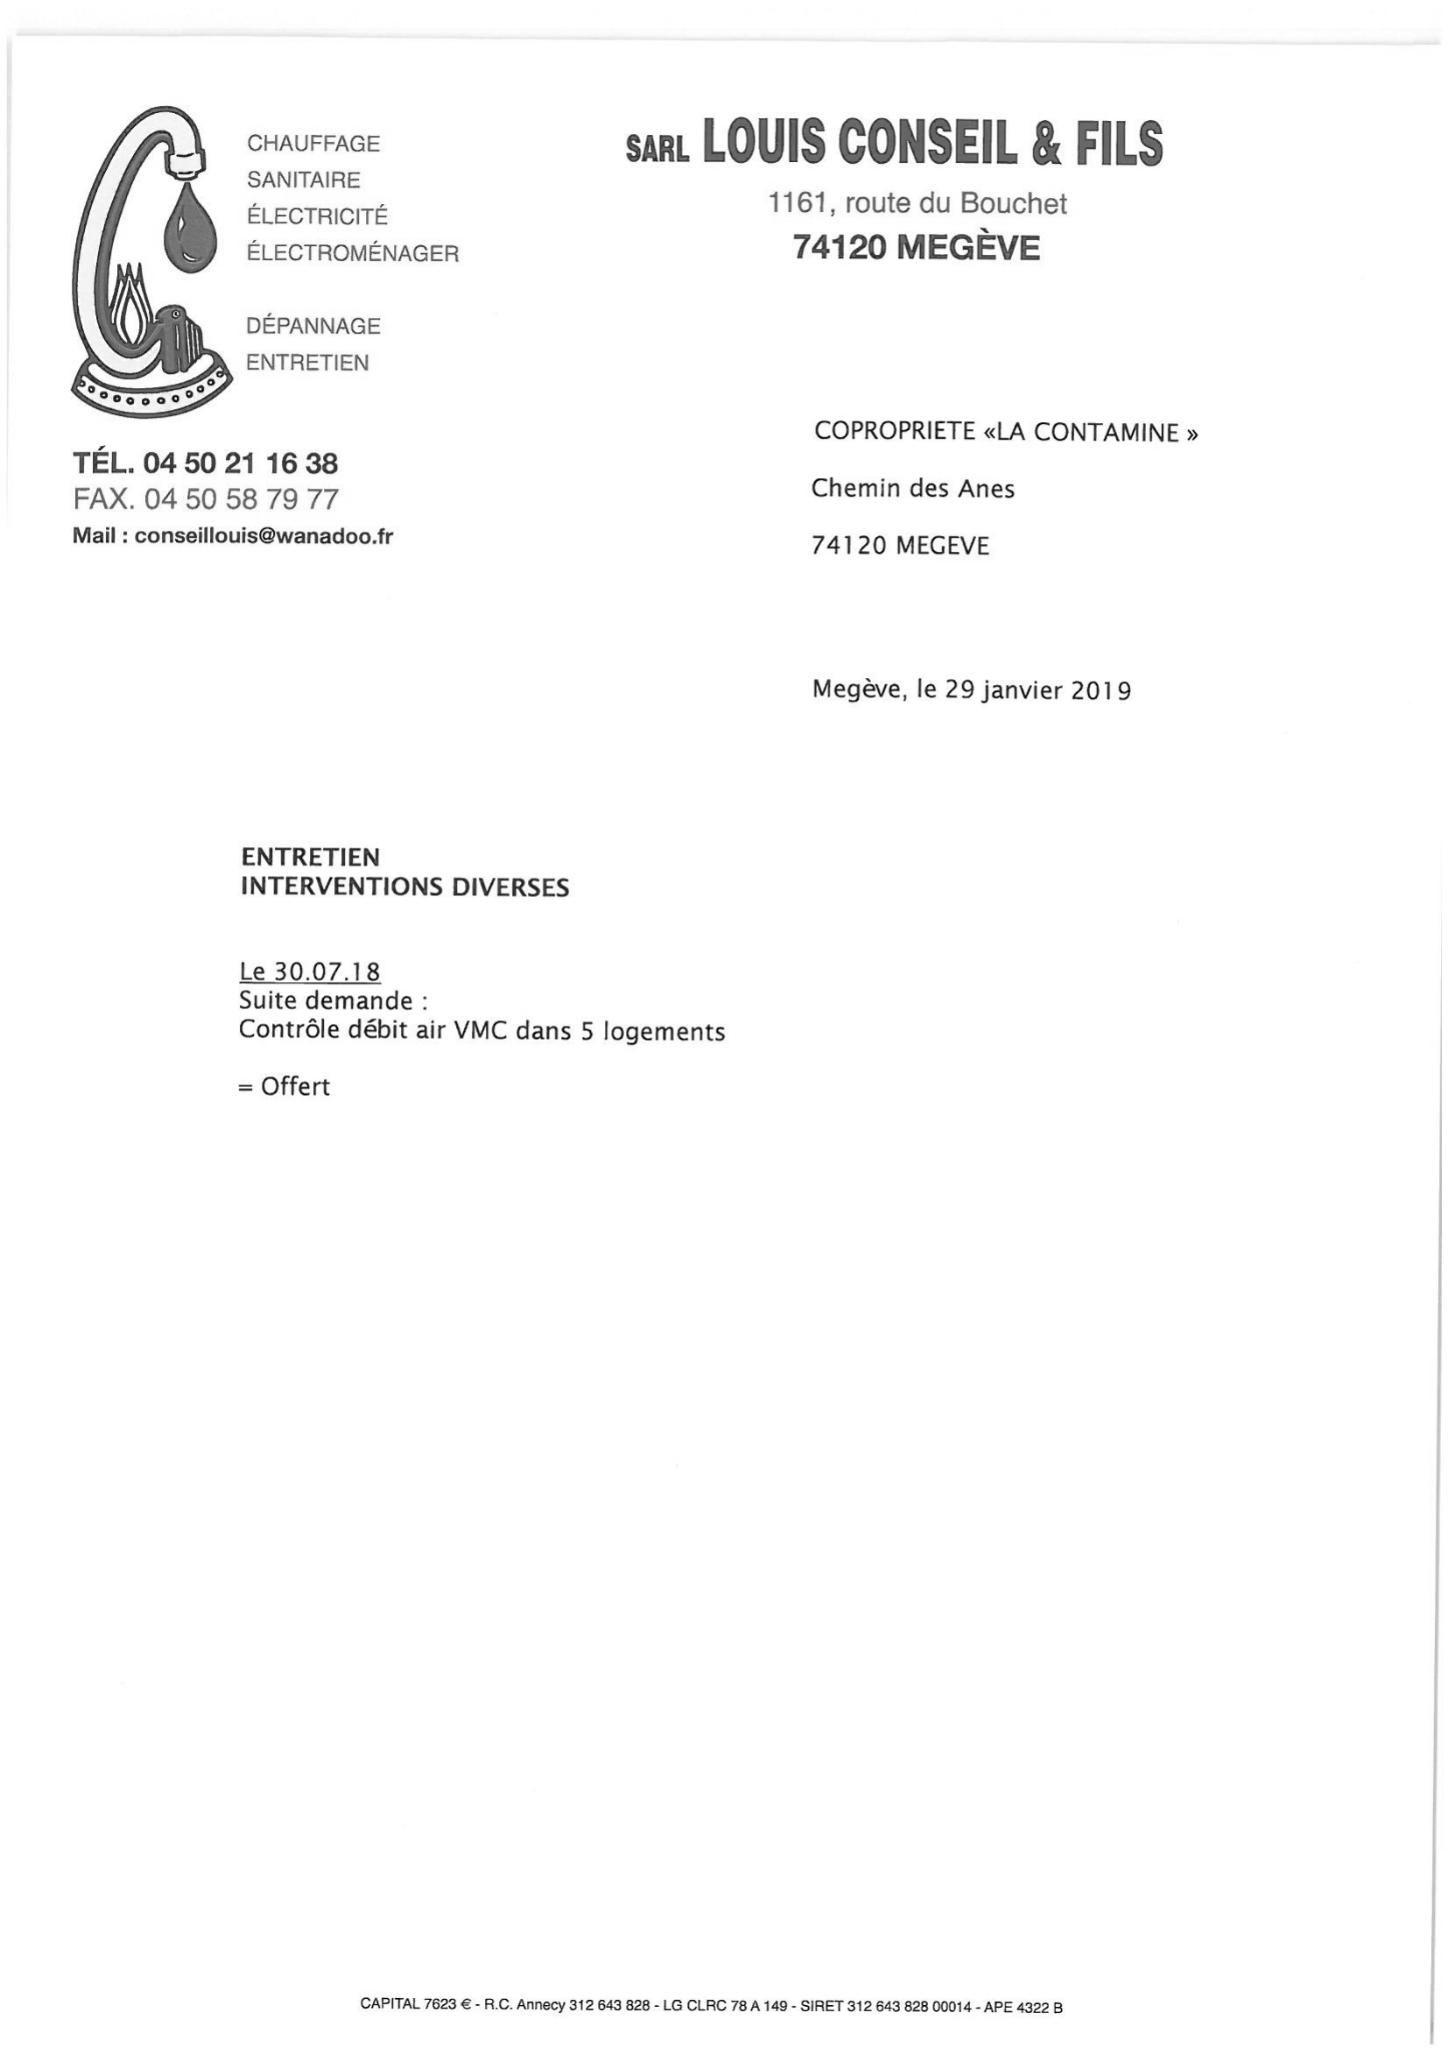 CHAUFFAGE
SANITAIRE
ÉLECTRICITÉ
ÉLECTROMÉNAGER
DÉPANNAGE
ENTRETIEN
TÉL. 04 50 21 16 38
FAX. 04 50 58 79 77
Mail : conseillouis@wanadoo.fr
SARL LOUIS CONSEIL & FILS
1161, route du Bouchet
74120 MEGÈVE
COPROPRIETE «LA CONTAMINE »
Chemin des Anes
74120 MEGEVE
Megève, le 29 janvier 2019
ENTRETIEN
INTERVENTIONS DIVERSES
Le 30.07.18
Suite demande :
Contrôle débit air VMC dans 5 logements
= Offert
CAPITAL 7623 € - R.C. Annecy 312 643 828 - LG CLRC 78 A 149 - SIRET 312 643 828 00014 - APE 4322 B